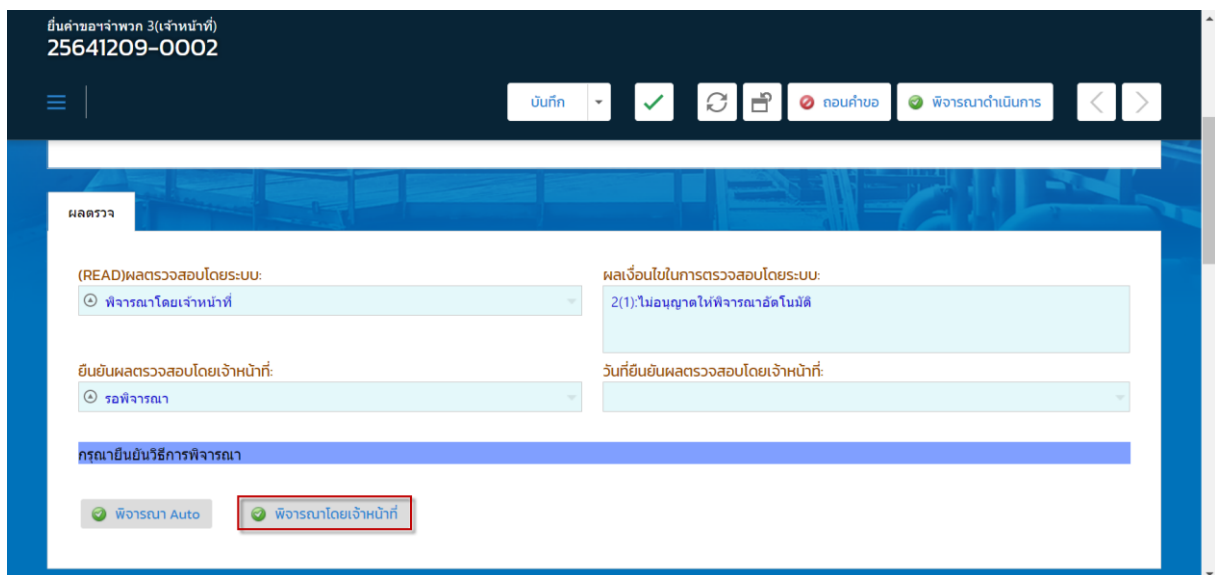 ยื่นคำขอฯจำพวก 3(เจ้าหน้าที่)
25641209-0002
บันทึก
ถอนคำขอ
พิจารณาดำเนินการ
ผลตรวจ
(READ)ผลตรวจสอบโดยระบบ:
ผลเงื่อนไขในการตรวจสอบโดยระบบ:
พิจารณาโดยเจ้าหน้าที่
2(1):ไม่อนุญาตให้พิจารณาอัตโนมัติ
ยืนยันผลตรวจสอบโดยเจ้าหน้าที่:
วันที่ยืนยันผลตรวจสอบโดยเจ้าหน้าที่:
รอพิจารณา
กรุณายืนยันวิธีการพิจารณา
พิจารณา Auto
พิจารณาโดยเจ้าหน้าที่